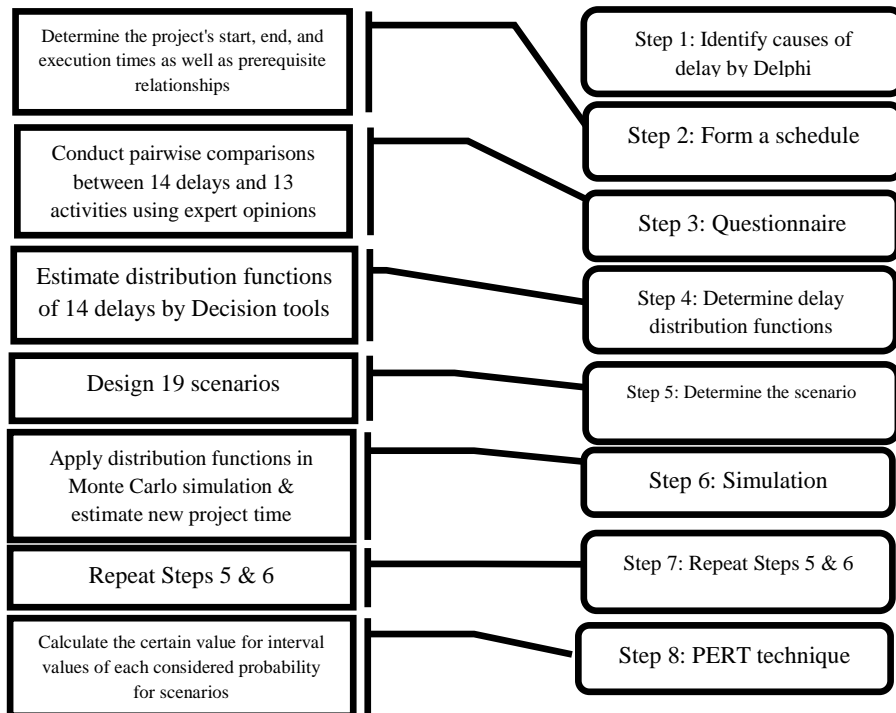 Determine the project's start, end, and
execution times as well as prerequisite
relationships
Step 1: Identify causes of
delay by Delphi
Step 2: Form a schedule
Conduct pairwise comparisons
between 14 delays and 13
activities using expert opinions
Step 3: Questionnaire
Estimate distribution functions
of 14 delays by Decision tools
Step 4: Determine delay
distribution functions
Design 19 scenarios
Step 5: Determine the scenario
Apply distribution functions in
Monte Carlo simulation &
estimate new project time
Step 6: Simulation
Repeat Steps 5 & 6
Step 7: Repeat Steps 5 & 6
Calculate the certain value for interval
values of each considered probability
for scenarios
Step 8: PERT technique